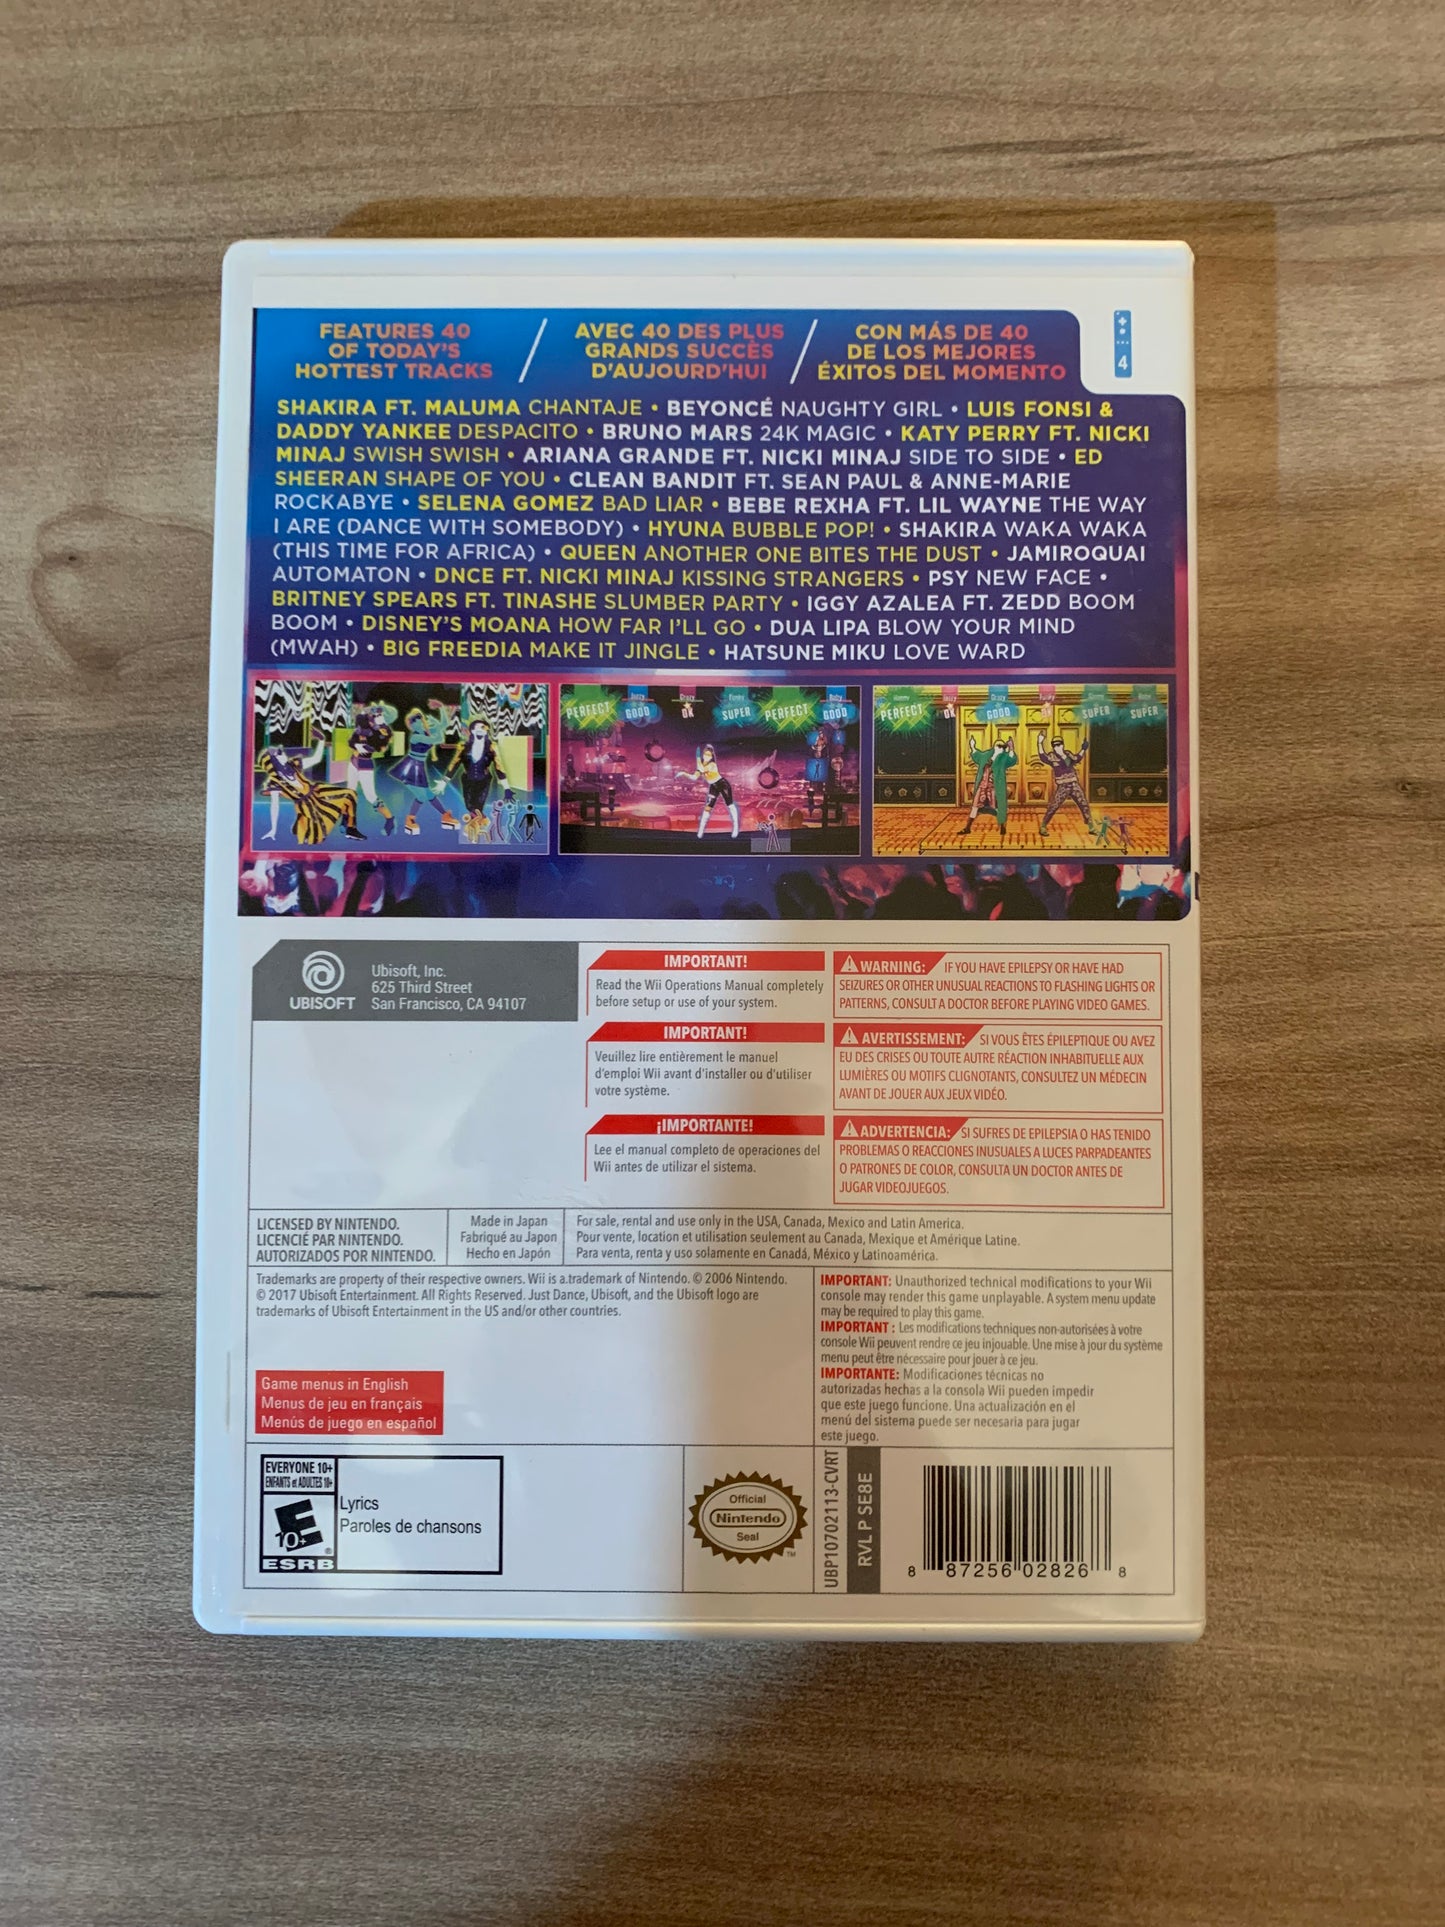 FEATURES 40
OF TODAY'S
HOTTEST TRACKS
AVEC 40 DES PLUS
GRANDS SUCCÈS
D'AUJOURD'HUI
CON MÁS DE 40
DE LOS MEJORES
ÉXITOS DEL MOMENTO
4
SHAKIRA FT. MALUMA CHANTAJE • BEYONCÉ NAUGHTY GIRL • LUIS FONSI &
DADDY YANKEE DESPACITO • BRUNO MARS 24K MAGIC • KATY PERRY FT. NICKI
MINAJ SWISH SWISH • ARIANA GRANDE FT. NICKI MINAJ SIDE TO SIDE • ED
SHEERAN SHAPE OF YOU • CLEAN BANDIT FT. SEAN PAUL & ANNE-MARIE
ROCKABYE • SELENA GOMEZ BAD LIAR • BEBE REXHA FT. LIL WAYNE THE WAY
I ARE (DANCE WITH SOMEBODY) • HYUNA BUBBLE POP! • SHAKIRA WAKA WAKA
(THIS TIME FOR AFRICA) • QUEEN ANOTHER ONE BITES THE DUST • JAMIROQUAI
AUTOMATON • DNCE FT. NICKI MINAJ KISSING STRANGERS • PSY NEW FACE •
BRITNEY SPEARS FT. TINASHE SLUMBER PARTY • IGGY AZALEA FT. ZEDD BOOM
BOOM • DISNEY'S MOANA HOW FAR I'LL GO • DUA LIPA BLOW YOUR MIND
(MWAH) • BIG FREEDIA MAKE IT JINGLE • HATSUNE MIKU LOVE WARD
PERFECT GOOD OK SUPER PERFECT GOOD
PERFECT OK GOOD OK SUPER SUPER
UBISOFT
Ubisoft, Inc.
625 Third Street
San Francisco, CA 94107
IMPORTANT!
Read the Wii Operations Manual completely
before setup or use of your system.
IMPORTANT!
Veuillez lire entièrement le manuel
d'emploi Wii avant d'installer ou d'utiliser
votre système.
¡IMPORTANTE!
Lee el manual completo de operaciones del
Wii antes de utilizar el sistema.
WARNING: IF YOU HAVE EPILEPSY OR HAVE HAD
SEIZURES OR OTHER UNUSUAL REACTIONS TO FLASHING LIGHTS OR
PATTERNS, CONSULT A DOCTOR BEFORE PLAYING VIDEO GAMES.
AVERTISSEMENT: SI VOUS ÊTES ÉPILEPTIQUE OU AVEZ
EU DES CRISES OU TOUTE AUTRE RÉACTION INHABITUELLE AUX
LUMIÈRES OU MOTIFS CLIGNOTANTS, CONSULTEZ UN MÉDECIN
AVANT DE JOUER AUX JEUX VIDÉO.
ADVERTENCIA: SI SUFRES DE EPILEPSIA O HAS TENIDO
PROBLEMAS O REACCIONES INUSUALES A LUCES PARPADEANTES
O PATRONES DE COLOR, CONSULTA UN DOCTOR ANTES DE
JUGAR VIDEOJUEGOS.
LICENSED BY NINTENDO.
LICENCIÉ PAR NINTENDO.
AUTORIZADOS POR NINTENDO.
Made in Japan
Fabriqué au Japon
Hecho en Japón
For sale, rental and use only in the USA, Canada, Mexico and Latin America.
Pour vente, location et utilisation seulement au Canada, Mexique et Amérique Latine.
Para venta, renta y uso solamente en Canadá, México y Latinoamérica.
Trademarks are property of their respective owners. Wii is a trademark of Nintendo. © 2006 Nintendo.
© 2017 Ubisoft Entertainment. All Rights Reserved. Just Dance, Ubisoft, and the Ubisoft logo are
trademarks of Ubisoft Entertainment in the US and/or other countries.
IMPORTANT: Unauthorized technical modifications to your Wii
console may render this game unplayable. A system menu update
may be required to play this game.
IMPORTANT : Les modifications techniques non-autorisées à votre
console Wii peuvent rendre ce jeu injouable. Une mise à jour du système
menu peut être nécessaire pour jouer à ce jeu.
IMPORTANTE: Modificaciones técnicas no
autorizadas hechas a la consola Wii pueden impedir
que este juego funcione. Una actualización en el
menú del sistema puede ser necesaria para jugar
este juego.
Game menus in English
Menus de jeu en français
Menús de juego en español
EVERYONE 10+
ENFANTS et ADULTES 10+
E
10+
ESRB
Lyrics
Paroles de chansons
Official
Nintendo
Seal
TM
UBP10702113-CVRT
RVL P SE8E
8 87256 02826 8